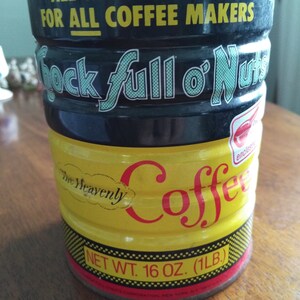 FOR ALL COFFEE MAKERS
Chock full o' Nuts
The Heavenly
Coffee
NET WT. 16 OZ. (1LB.)